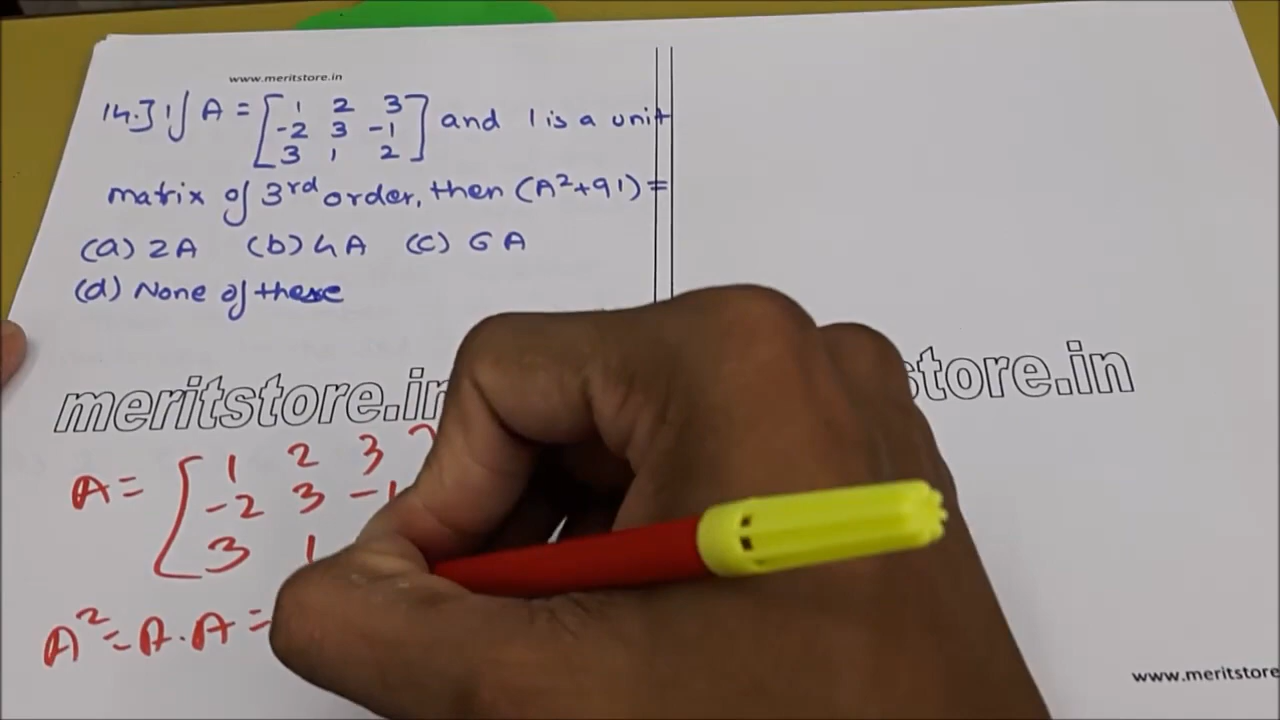 www.meritstore.in
14.] If A = [ 1 2 3
-2 3 -1
3 1 2 ] and I is a unit
matrix of 3rd order, then (A²+9I) =
(a) 2A (b) 4A (c) 6A
(d) None of these
meritstore.in
store.in
A = [ 1 2 3
-2 3 -1
3 1
A² = A.A =
www.meritstore